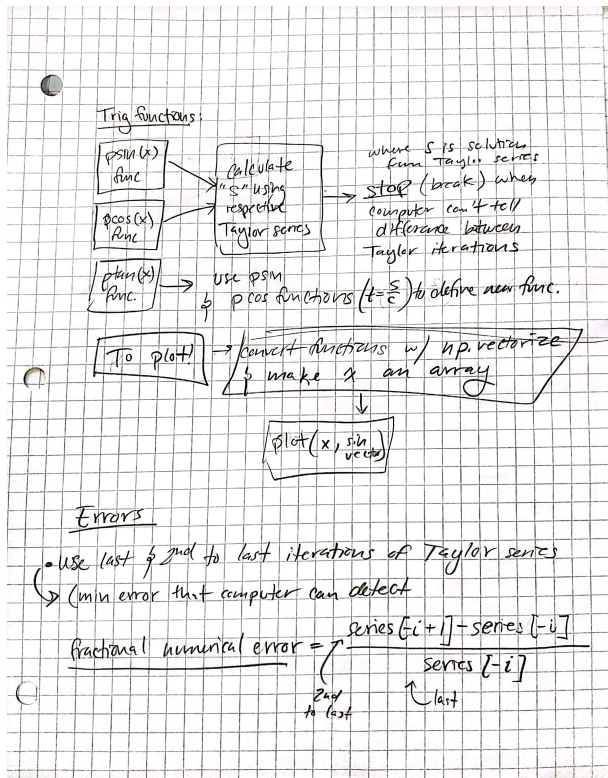 Trig functions:
psin(x)
func
pcos(x)
func
ptan(x)
func.
calculate
"S" using
respective
Taylor series
where S is solution
from Taylor series
stop (break) when
computer can't tell
difference between
Taylor iterations
use psin
& pcos functions (t = s/c) to define new func.
To plot!
convert functions w/ np.vectorize
& make x an array
plot(x, sin vector)
Errors
• use last & 2nd to last iterations of Taylor series
(min error that computer can detect
fractional numerical error = series[-i+1] - series[-i]
series[-i]
2nd
to last
last